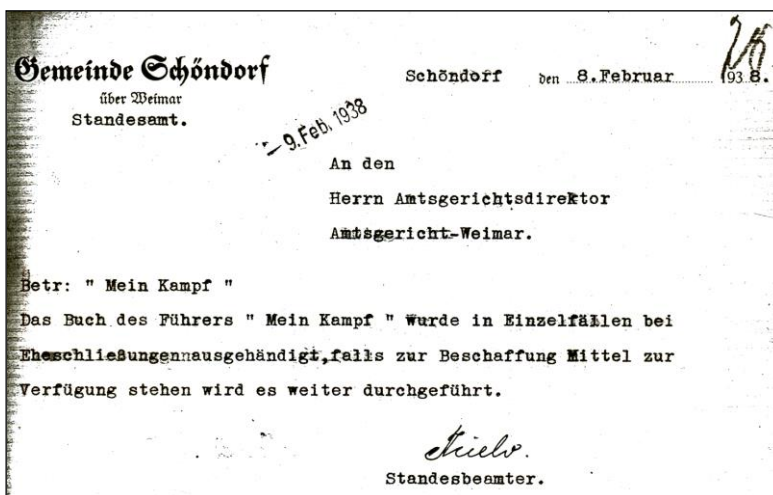 Gemeinde Schöndorf
über Weimar
Standesamt.
Schöndorf den 8.Februar 1938.
- 9. Feb. 1938
An den
Herrn Amtsgerichtsdirektor
Amtsgericht-Weimar.
Betr: " Mein Kampf "
Das Buch des Führers " Mein Kampf " wurde in Einzelfällen bei
Eheschließungennausgehändigt,falls zur Beschaffung Mittel zur
Verfügung stehen wird es weiter durchgeführt.
Standesbeamter.